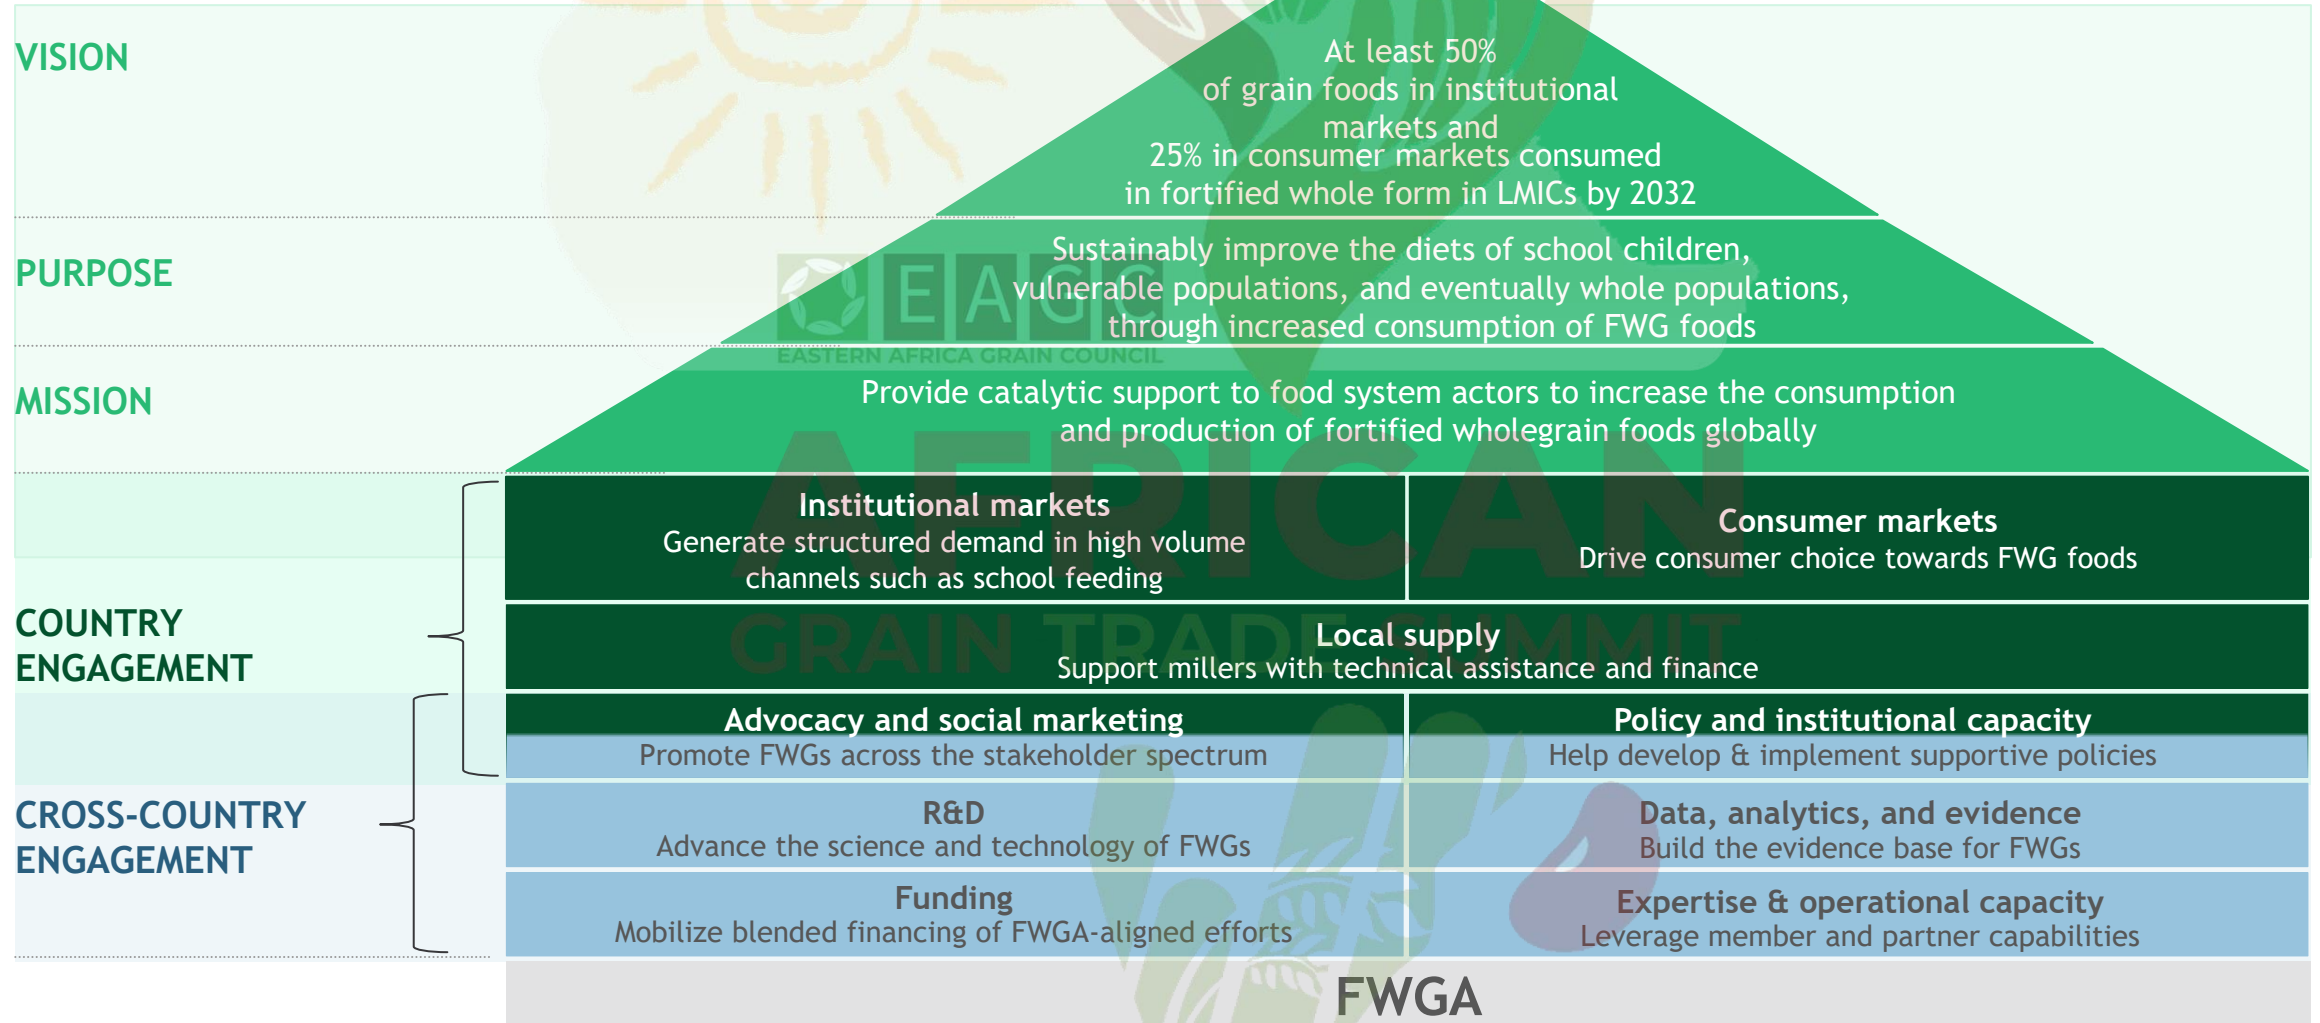 VISION
At least 50%
of grain foods in institutional
markets and
25% in consumer markets consumed
in fortified whole form in LMICs by 2032
PURPOSE
Sustainably improve the diets of school children,
vulnerable populations, and eventually whole populations,
through increased consumption of FWG foods
EAGC
EASTERN AFRICA GRAIN COUNCIL
MISSION
Provide catalytic support to food system actors to increase the consumption
and production of fortified wholegrain foods globally
AFRICAN
GRAIN TRADE SUMMIT
Institutional markets
Generate structured demand in high volume
channels such as school feeding
Consumer markets
Drive consumer choice towards FWG foods
COUNTRY
ENGAGEMENT
Local supply
Support millers with technical assistance and finance
Advocacy and social marketing
Promote FWGs across the stakeholder spectrum
Policy and institutional capacity
Help develop & implement supportive policies
CROSS-COUNTRY
ENGAGEMENT
R&D
Advance the science and technology of FWGs
Data, analytics, and evidence
Build the evidence base for FWGs
Funding
Mobilize blended financing of FWGA-aligned efforts
Expertise & operational capacity
Leverage member and partner capabilities
FWGA